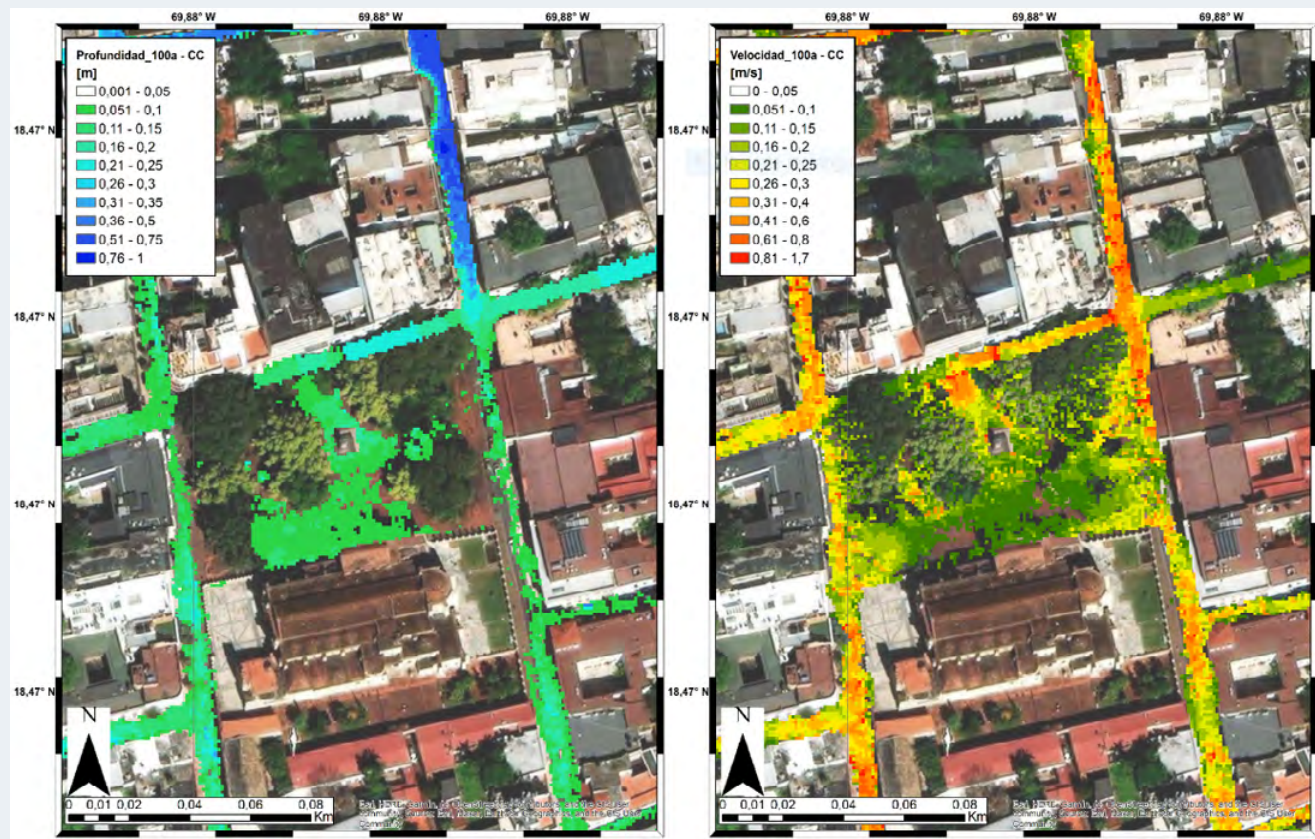 69,88° W 69,88° W 69,88° W
Profundidad_100a - CC
[m]
0,001 - 0,05
0,051 - 0,1
0,11 - 0,15
0,16 - 0,2
0,21 - 0,25
0,26 - 0,3
0,31 - 0,35
0,36 - 0,5
0,51 - 0,75
0,76 - 1
18,47° N
18,47° N
18,47° N
18,47° N
N
0 0,01 0,02 0,04 0,06 0,08
Km
69,88° W 69,88° W 69,88° W
Velocidad_100a - CC
[m/s]
0 - 0,05
0,051 - 0,1
0,11 - 0,15
0,16 - 0,2
0,21 - 0,25
0,26 - 0,3
0,31 - 0,4
0,41 - 0,6
0,61 - 0,8
0,81 - 1,7
18,47° N
18,47° N
18,47° N
18,47° N
N
0 0,01 0,02 0,04 0,06 0,08
Km